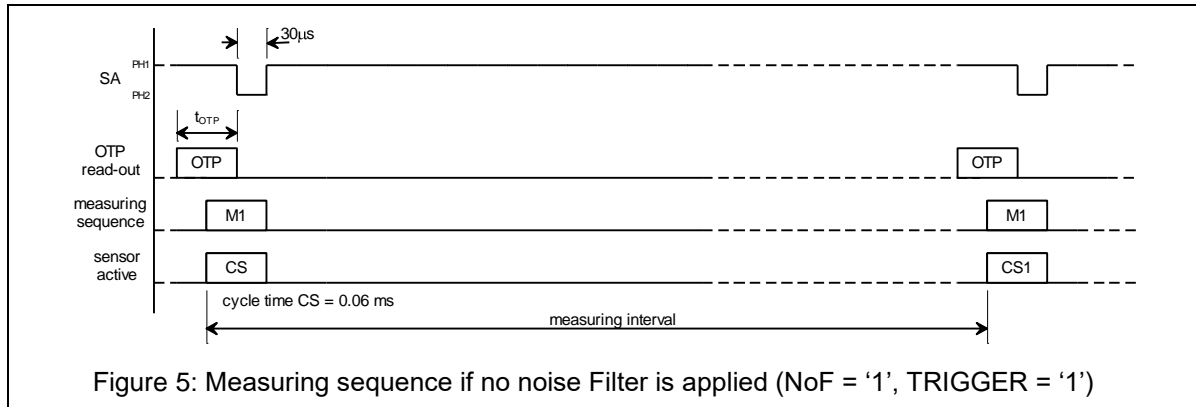 30μs
SA
PH1
PH2
tOTP
OTP
read-out
OTP
OTP
measuring
sequence
M1
M1
sensor
active
CS
CS1
cycle time CS = 0.06 ms
measuring interval
Figure 5: Measuring sequence if no noise Filter is applied (NoF = ‘1’, TRIGGER = ‘1’)